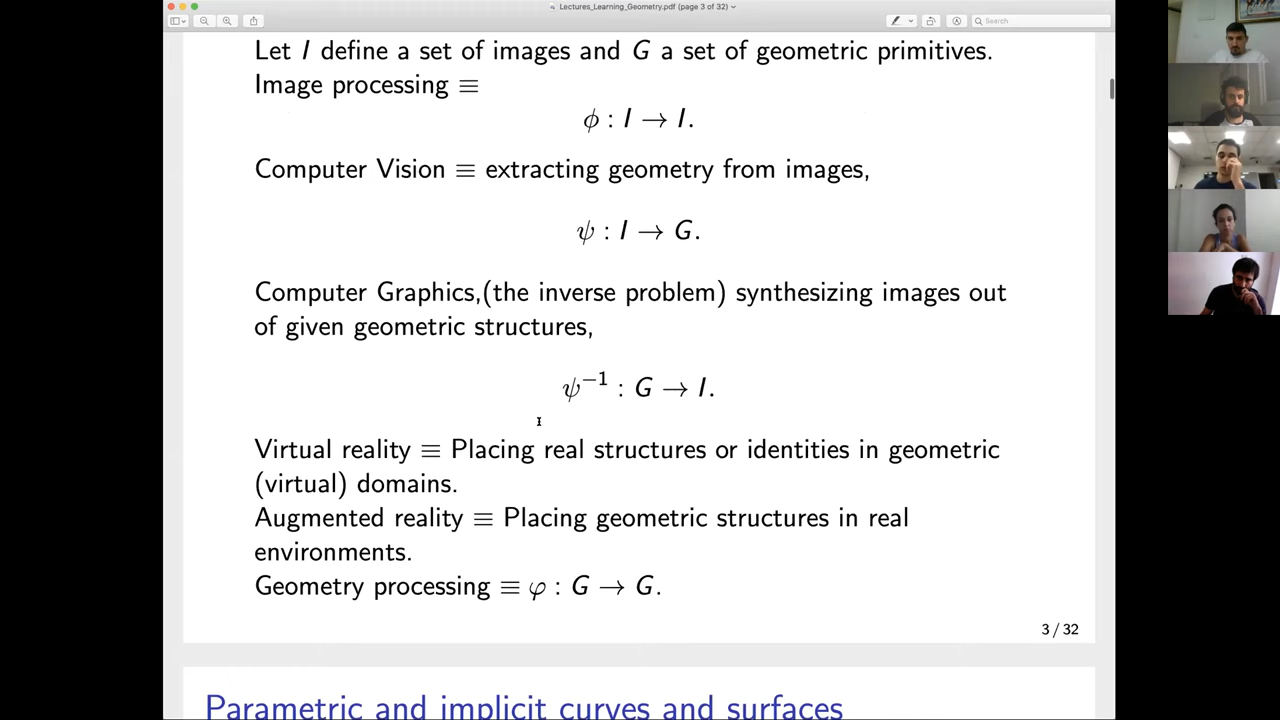 Lectures_Learning_Geometry.pdf (page 3 of 32)
Search
Let I define a set of images and G a set of geometric primitives.
Image processing ≡
ϕ : I → I.
Computer Vision ≡ extracting geometry from images,
ψ : I → G.
Computer Graphics,(the inverse problem) synthesizing images out
of given geometric structures,
ψ⁻¹ : G → I.
Virtual reality ≡ Placing real structures or identities in geometric
(virtual) domains.
Augmented reality ≡ Placing geometric structures in real
environments.
Geometry processing ≡ φ : G → G.
3 / 32
Parametric and implicit curves and surfaces